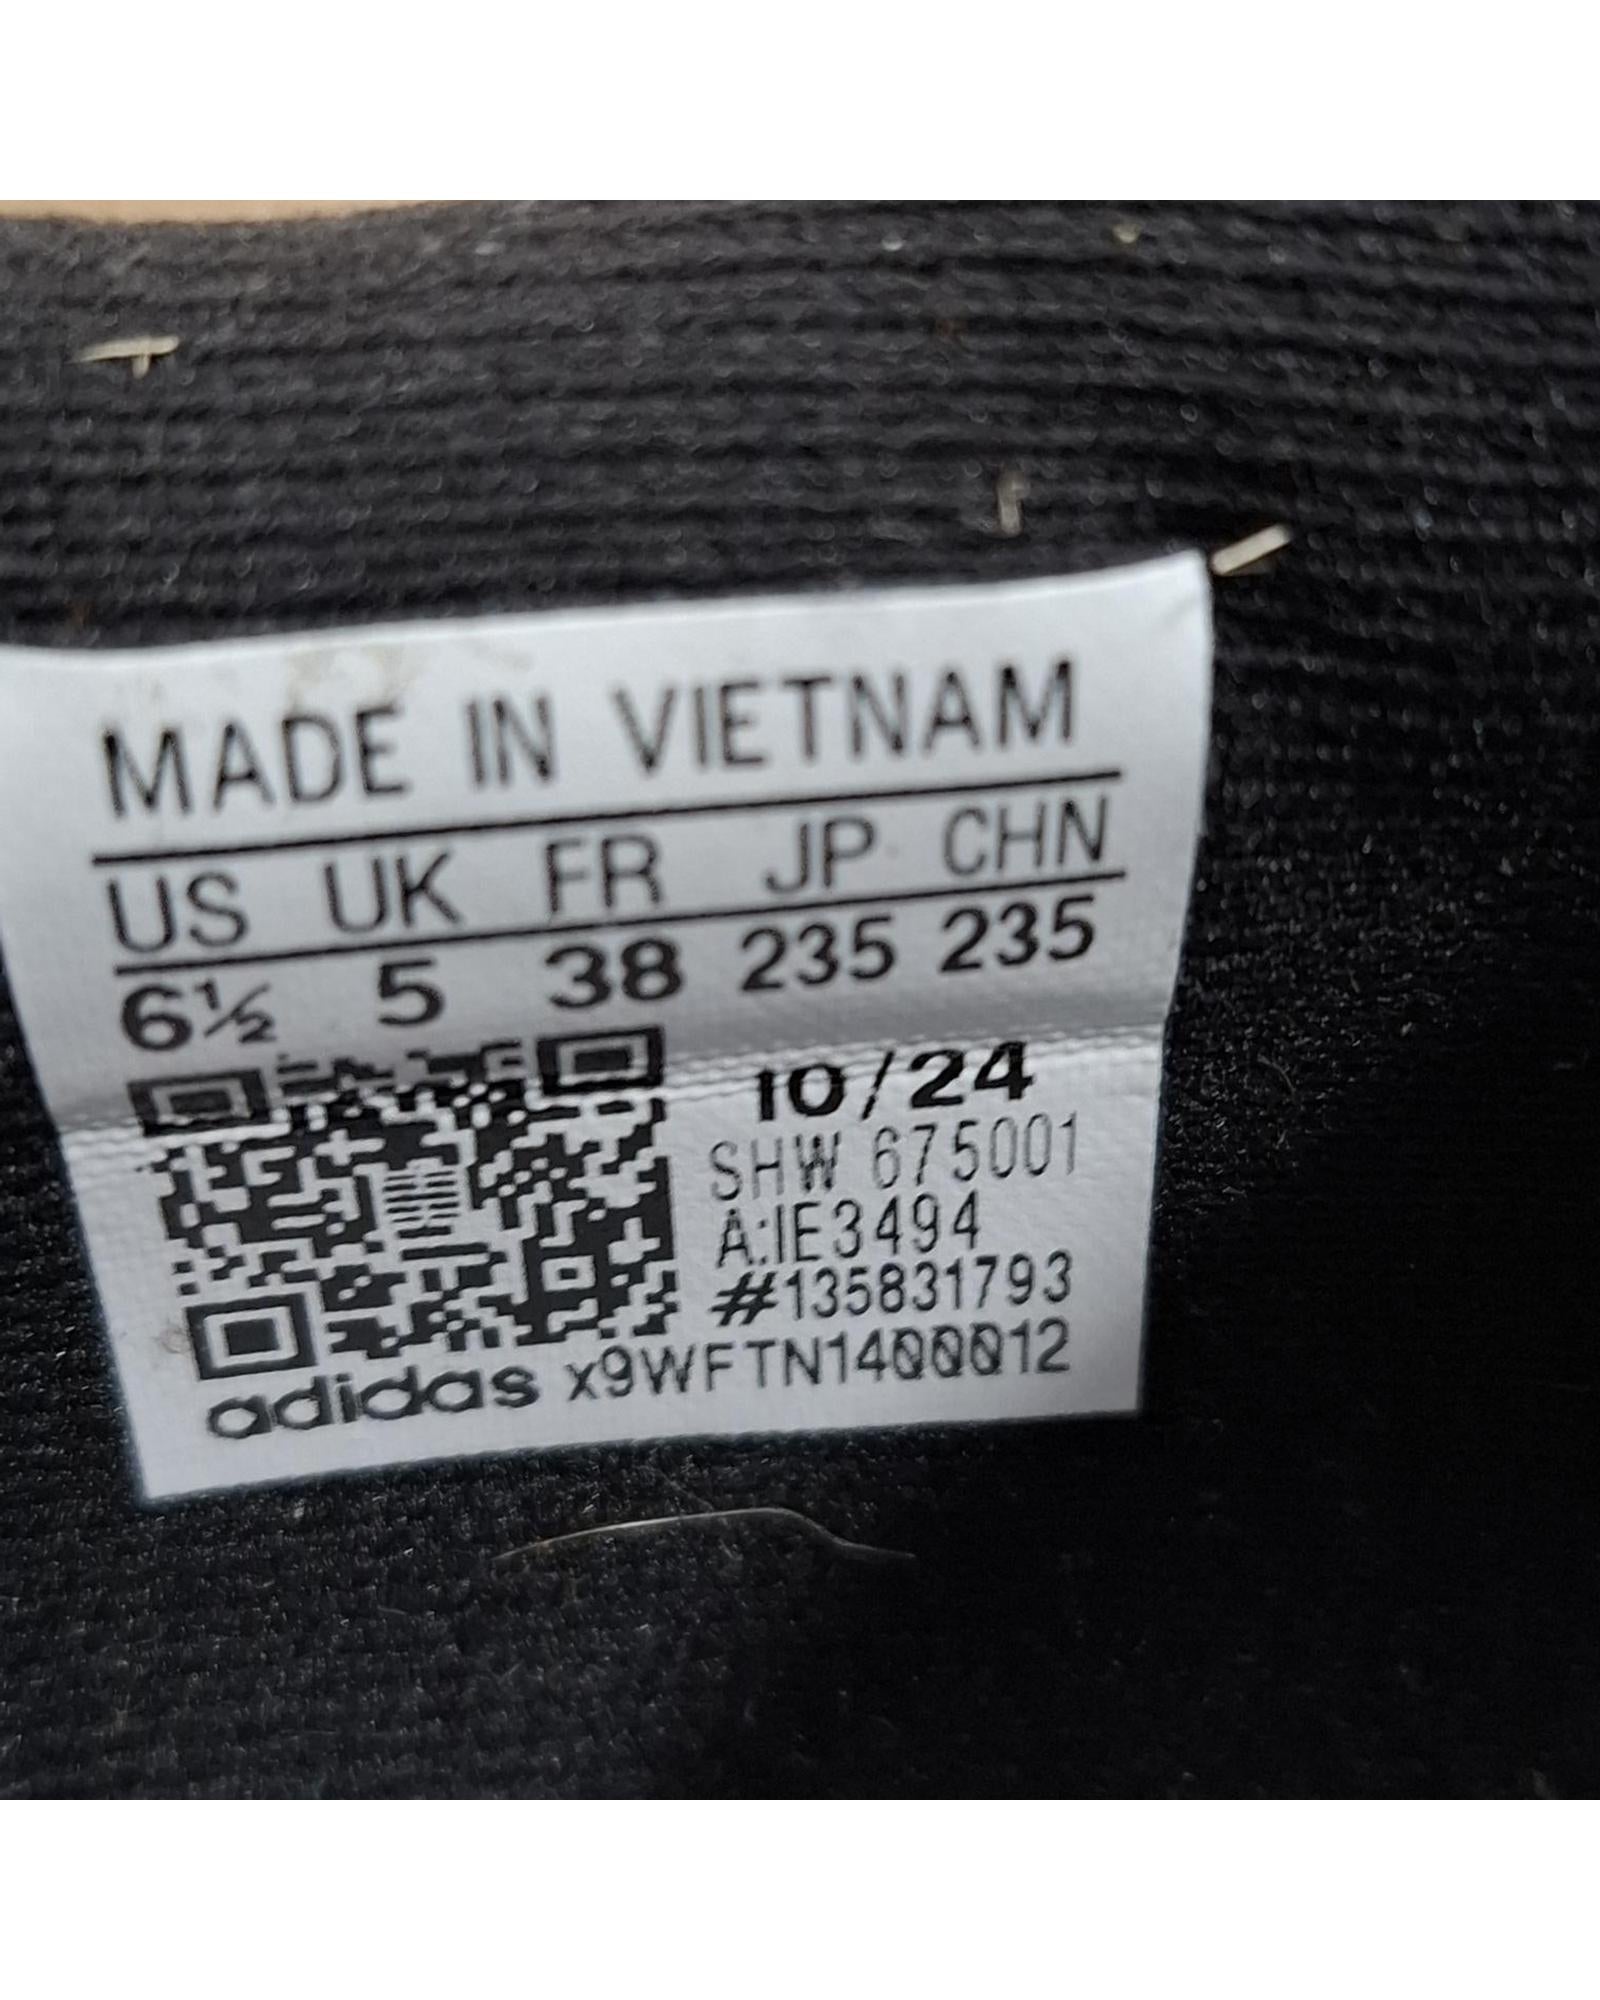 MADE IN VIETNAM
US UK FR JP CHN
6½ 5 38 235 235
10/24
SHW 675001
A:IE3494
#135831793
adidas x9WFTN1400012